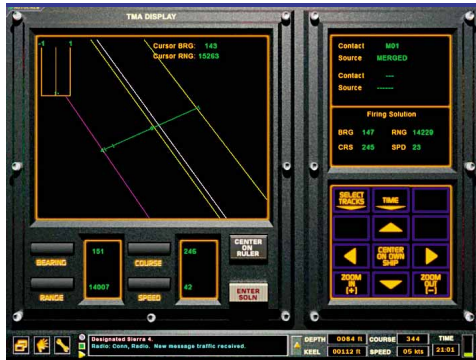 TMA DISPLAY
-1 1
Cursor BRG: 143
Cursor RNG: 15263
Contact M01
Source MERGED
Contact ---
Source ------
Firing Solution
BRG 147 RNG 14229
CRS 245 SPD 23
SELECT TRACKS
TIME
CENTER ON OWN SHIP
ZOOM IN (+)
ZOOM OUT (-)
151
BEARING
245
COURSE
14007
RANGE
42
SPEED
CENTER ON RULER
ENTER SOLN
Designated Sierra 4.
Radio: Conn, Radio. New message traffic received.
DEPTH 0084 ft COURSE 344 TIME
KEEL 00112 ft SPEED 05 kts 21:01